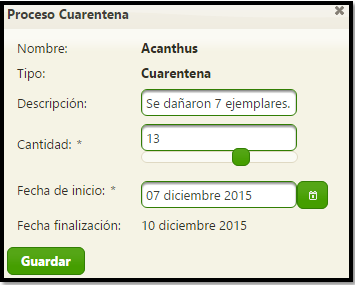 Proceso Cuarentena
Nombre: Acanthus
Tipo: Cuarentena
Descripción: Se dañaron 7 ejemplares.
Cantidad: * 13
Fecha de inicio: * 07 diciembre 2015
Fecha finalización: 10 diciembre 2015
Guardar